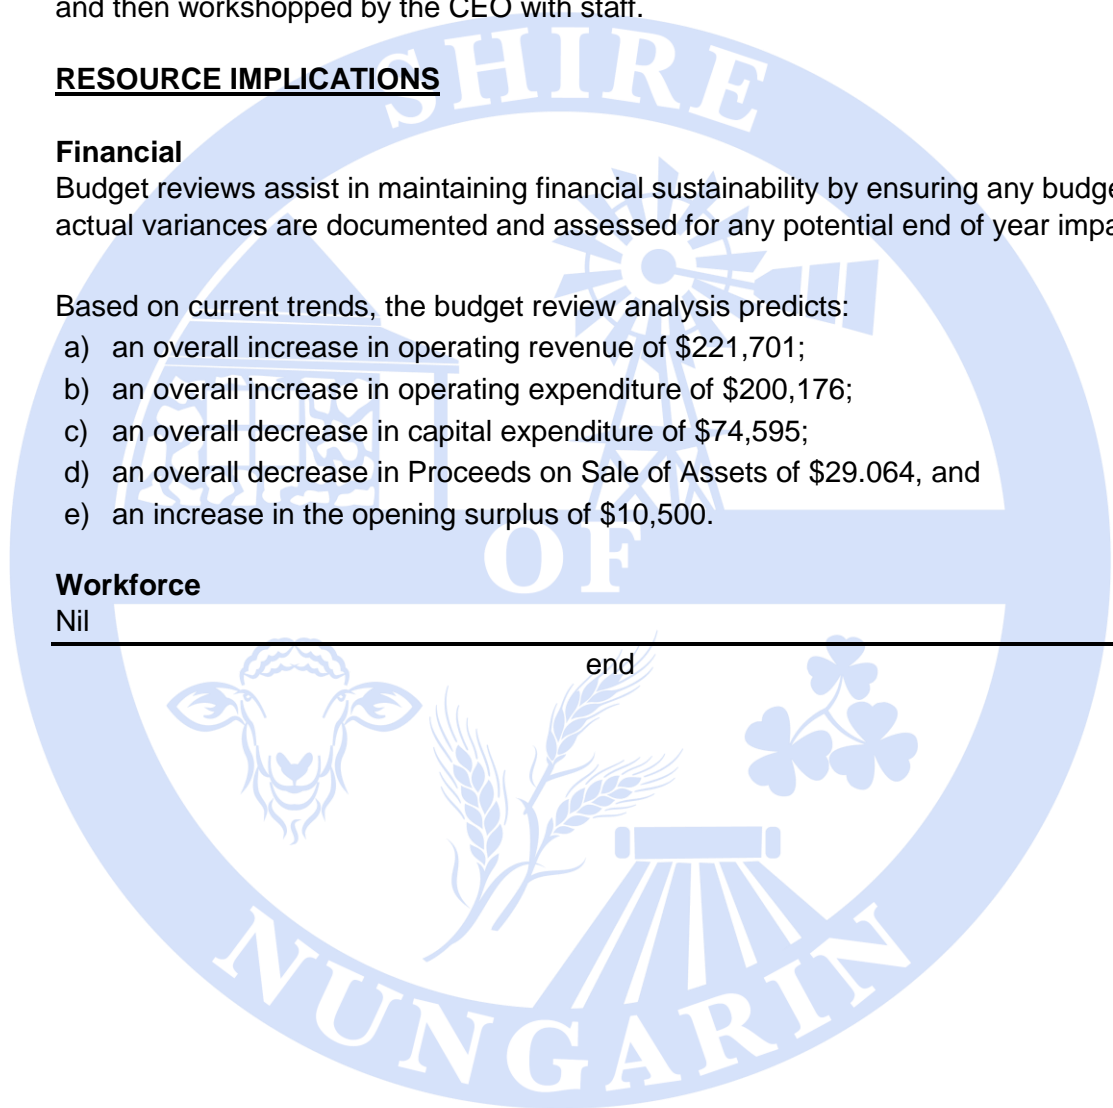 and then workshopped by the CEO with staff.
RESOURCE IMPLICATIONS
Financial
Budget reviews assist in maintaining financial sustainability by ensuring any budge
actual variances are documented and assessed for any potential end of year impa
Based on current trends, the budget review analysis predicts:
a) an overall increase in operating revenue of $221,701;
b) an overall increase in operating expenditure of $200,176;
c) an overall decrease in capital expenditure of $74,595;
d) an overall decrease in Proceeds on Sale of Assets of $29.064, and
e) an increase in the opening surplus of $10,500.
Workforce
Nil
end
SHIRE
OF
NUNGARIN